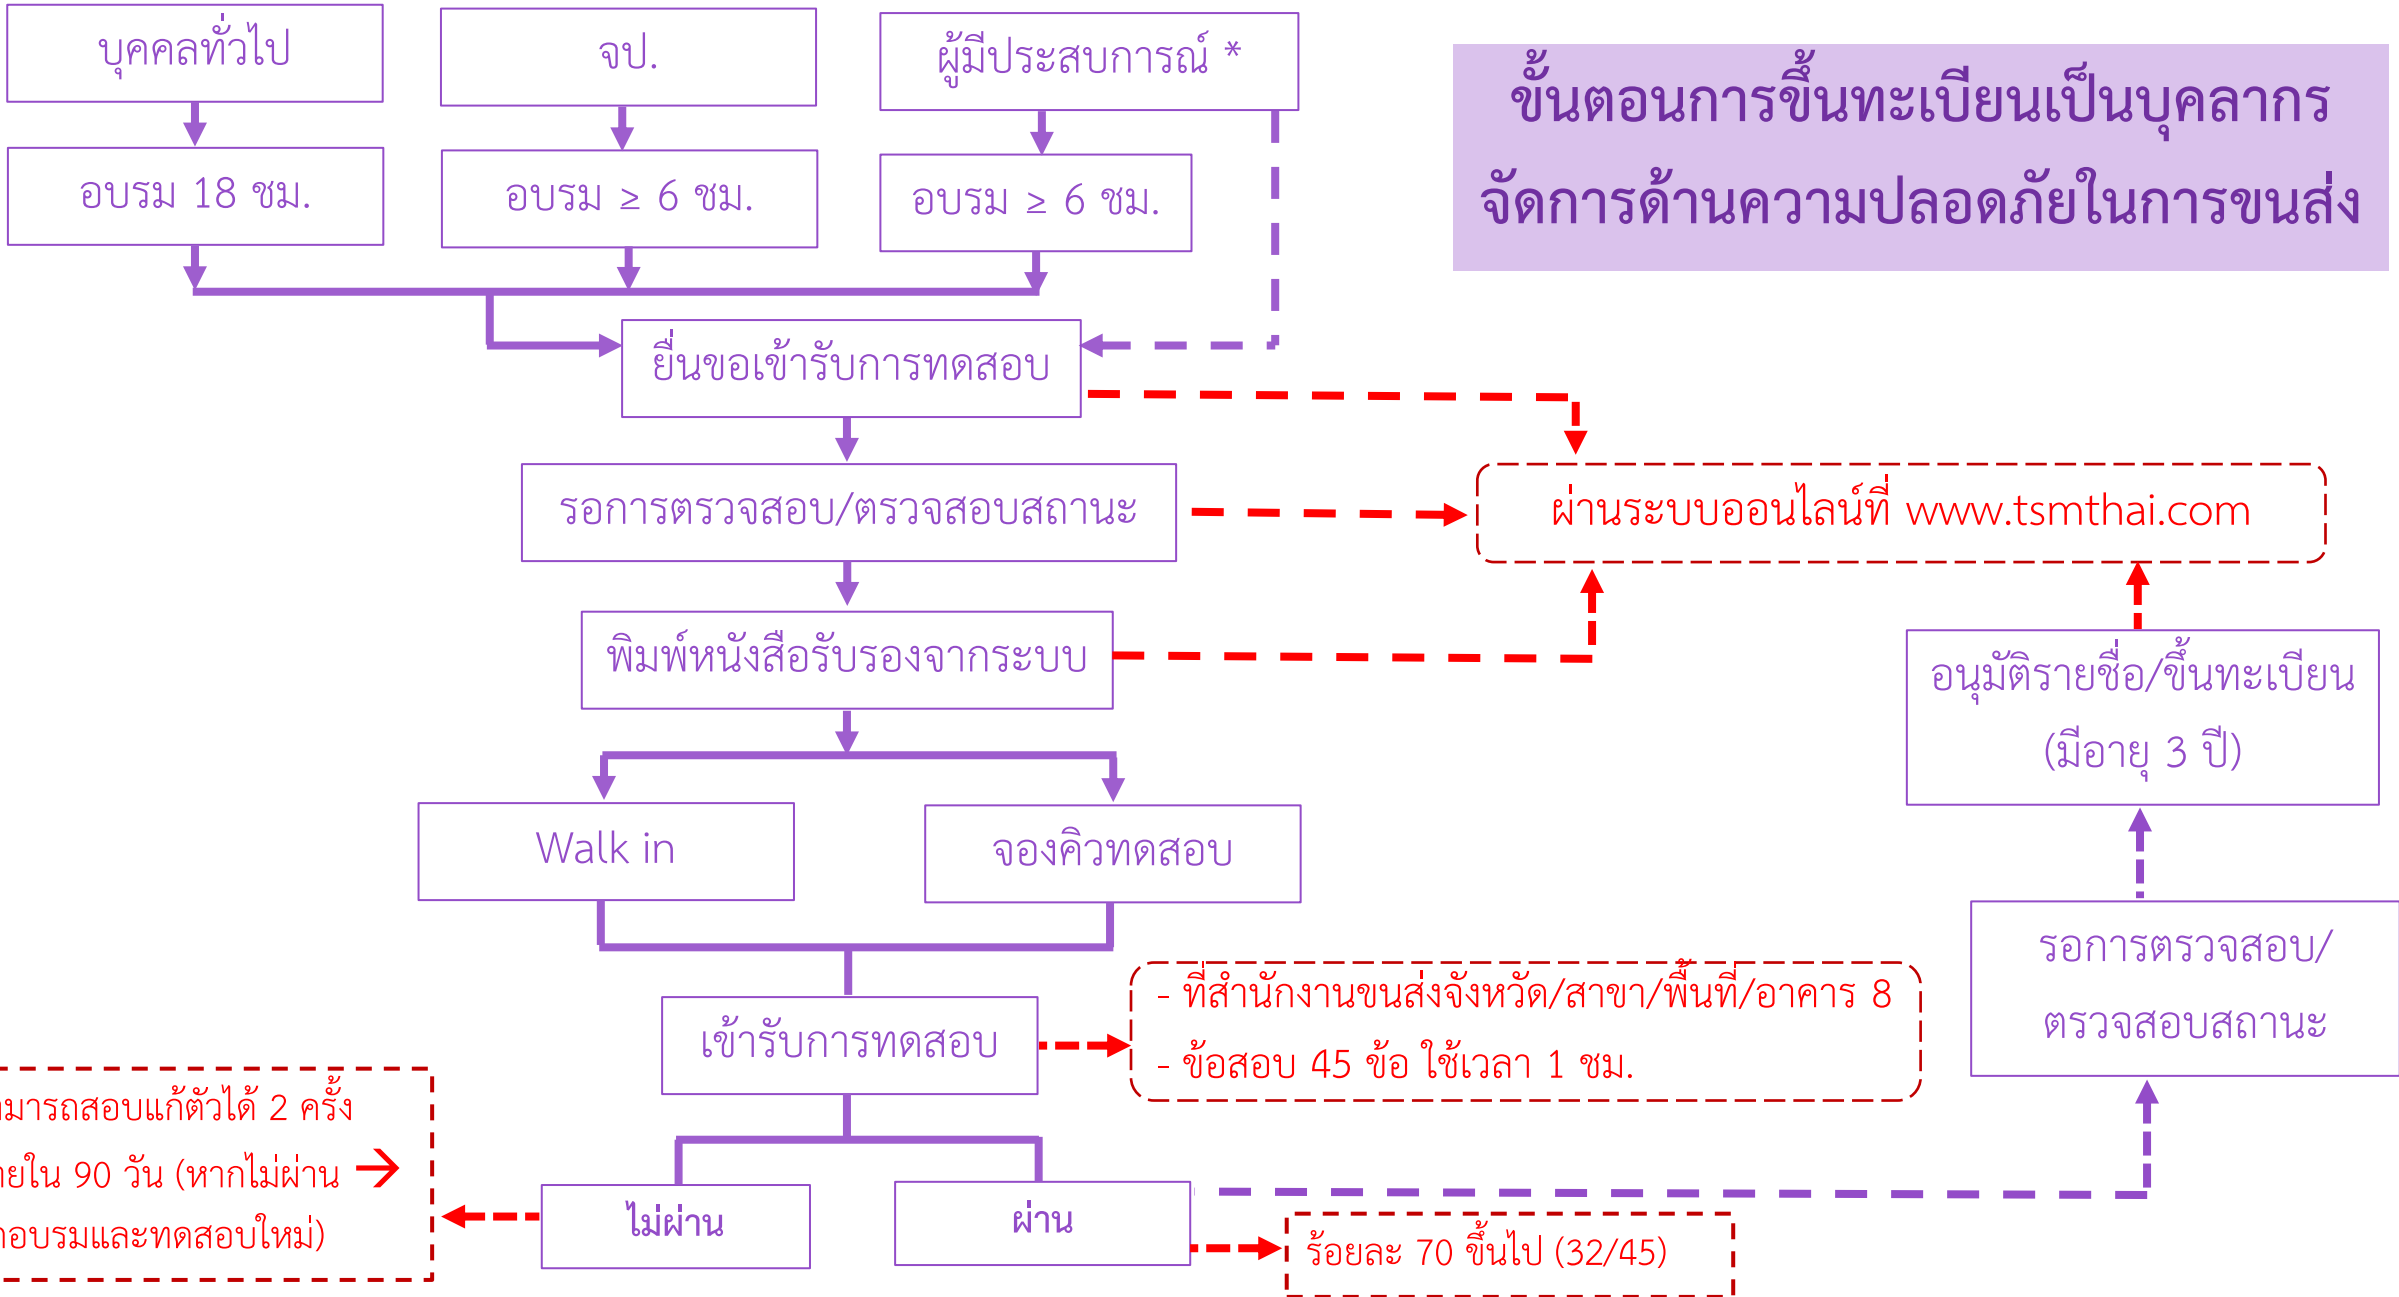 บุคคลทั่วไป
จป.
ผู้มีประสบการณ์ *
ขั้นตอนการขึ้นทะเบียนเป็นบุคลากร
จัดการด้านความปลอดภัยในการขนส่ง
อบรม 18 ชม.
อบรม ≥ 6 ชม.
อบรม ≥ 6 ชม.
ยื่นขอเข้ารับการทดสอบ
รอการตรวจสอบ/ตรวจสอบสถานะ
ผ่านระบบออนไลน์ที่ www.tsmthai.com
พิมพ์หนังสือรับรองจากระบบ
อนุมัติรายชื่อ/ขึ้นทะเบียน
(มีอายุ 3 ปี)
Walk in
จองคิวทดสอบ
รอการตรวจสอบ/
ตรวจสอบสถานะ
- ที่สำนักงานขนส่งจังหวัด/สาขา/พื้นที่/อาคาร 8
- ข้อสอบ 45 ข้อ ใช้เวลา 1 ชม.
เข้ารับการทดสอบ
มารถสอบแก้ตัวได้ 2 ครั้ง
ายใน 90 วัน (หากไม่ผ่าน →
อบรมและทดสอบใหม่)
ไม่ผ่าน
ผ่าน
ร้อยละ 70 ขึ้นไป (32/45)